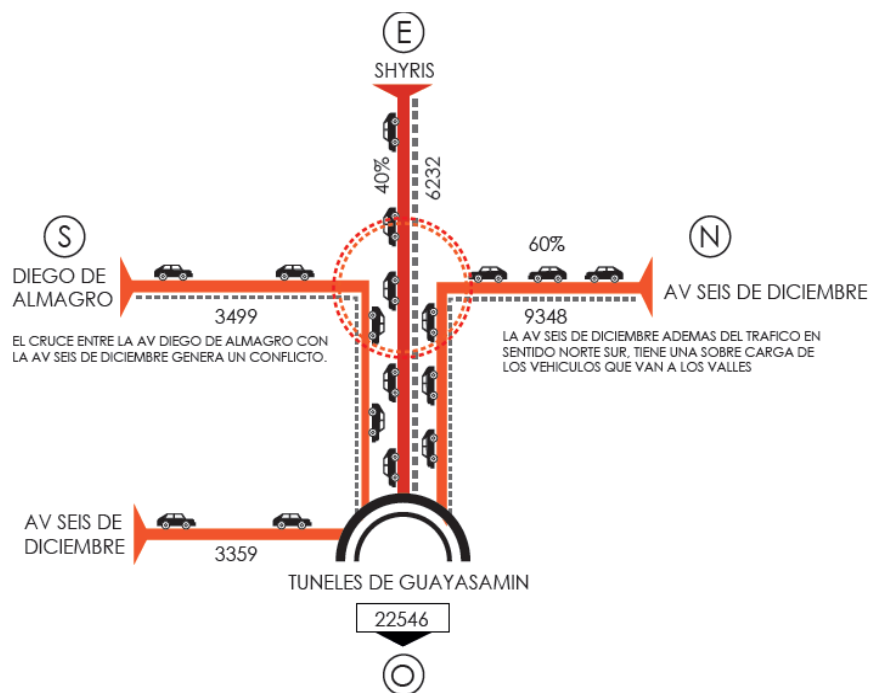 E
SHYRIS
40%
6232
S
DIEGO DE
ALMAGRO
3499
EL CRUCE ENTRE LA AV DIEGO DE ALMAGRO CON
LA AV SEIS DE DICIEMBRE GENERA UN CONFLICTO.
60%
N
AV SEIS DE DICIEMBRE
9348
LA AV SEIS DE DICIEMBRE ADEMAS DEL TRAFICO EN
SENTIDO NORTE SUR, TIENE UNA SOBRE CARGA DE
LOS VEHICULOS QUE VAN A LOS VALLES
AV SEIS DE
DICIEMBRE
3359
TUNELES DE GUAYASAMIN
22546
O